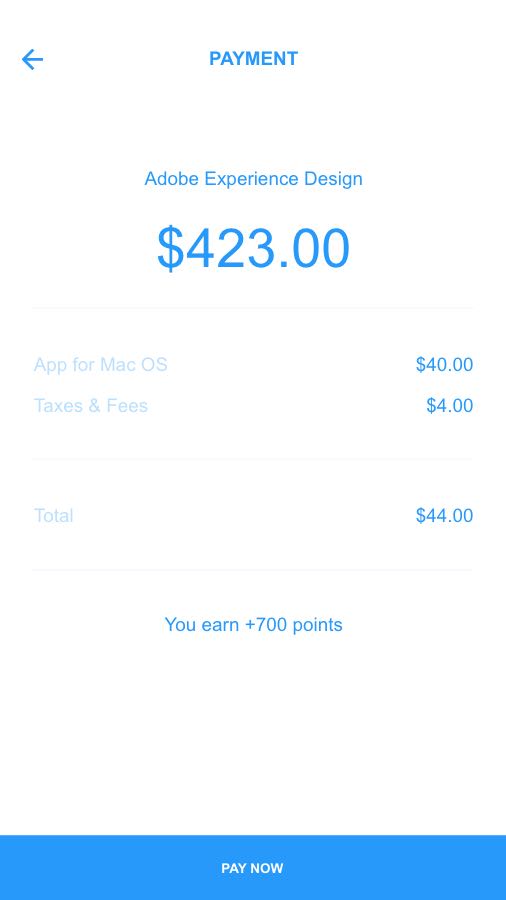 PAYMENT
Adobe Experience Design
$423.00
App for Mac OS $40.00
Taxes & Fees $4.00
Total $44.00
You earn +700 points
PAY NOW